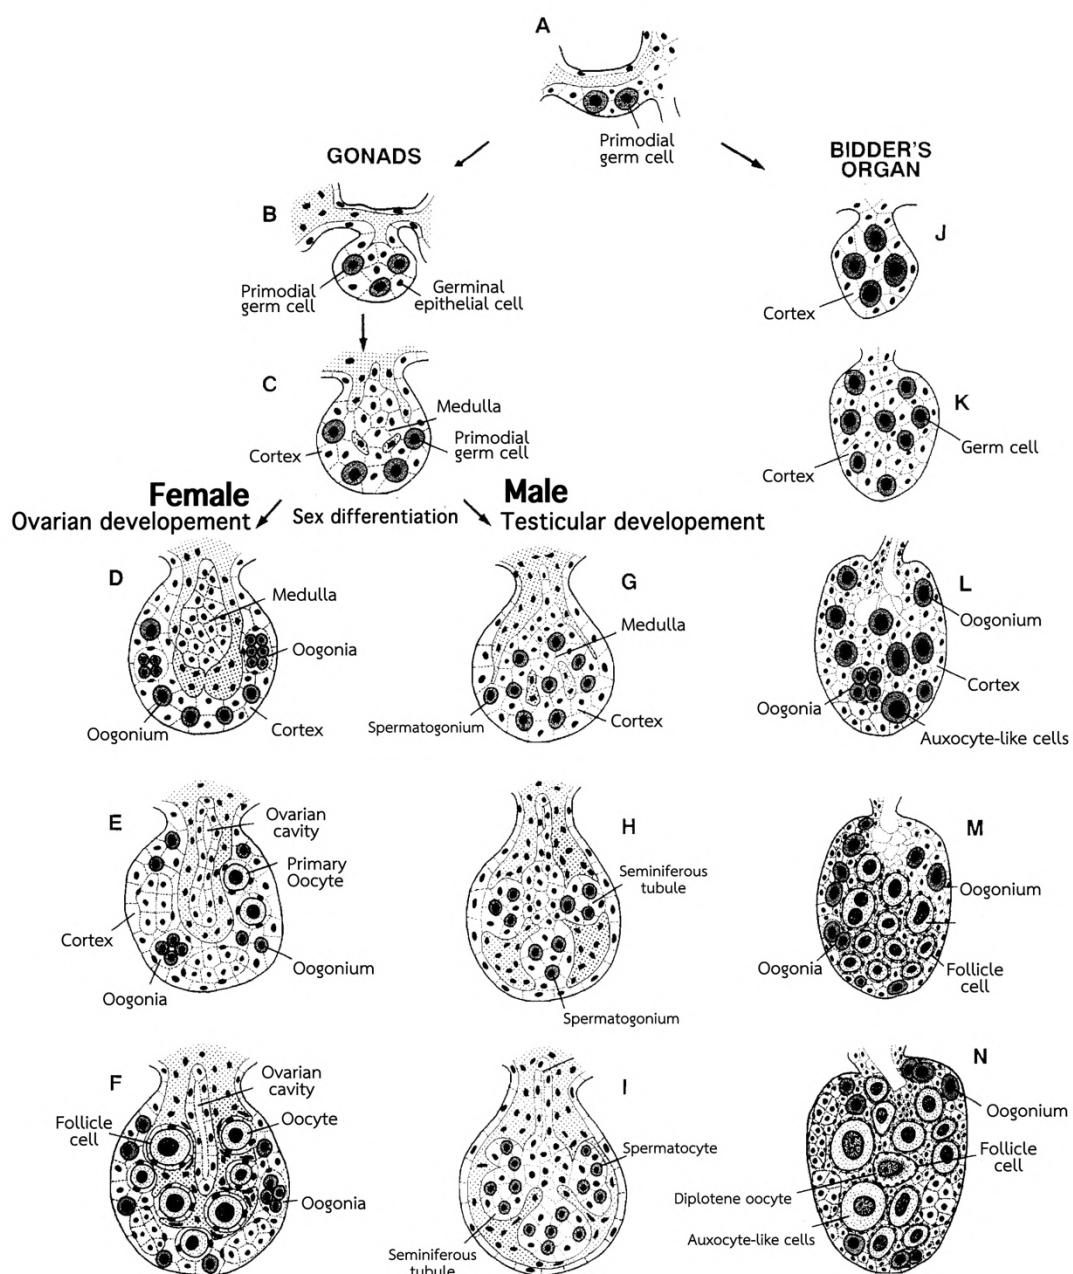 A
Primodial
germ cell
GONADS
BIDDER'S
ORGAN
B
Primodial
germ cell
Germinal
epithelial cell
J
Cortex
C
Medulla
Primodial
germ cell
Cortex
K
Germ cell
Cortex
Female
Ovarian developement
Sex differentiation
Male
Testicular developement
D
Medulla
Oogonia
Oogonium
Cortex
G
Medulla
Spermatogonium
Cortex
L
Oogonium
Cortex
Oogonia
Auxocyte-like cells
E
Ovarian
cavity
Primary
Oocyte
Cortex
Oogonium
Oogonia
H
Seminiferous
tubule
Spermatogonium
M
Oogonium
Oogonia
Follicle
cell
F
Ovarian
cavity
Follicle
cell
Oocyte
Oogonia
I
Spermatocyte
Seminiferous
tubule
N
Oogonium
Follicle
cell
Diplotene oocyte
Auxocyte-like cells